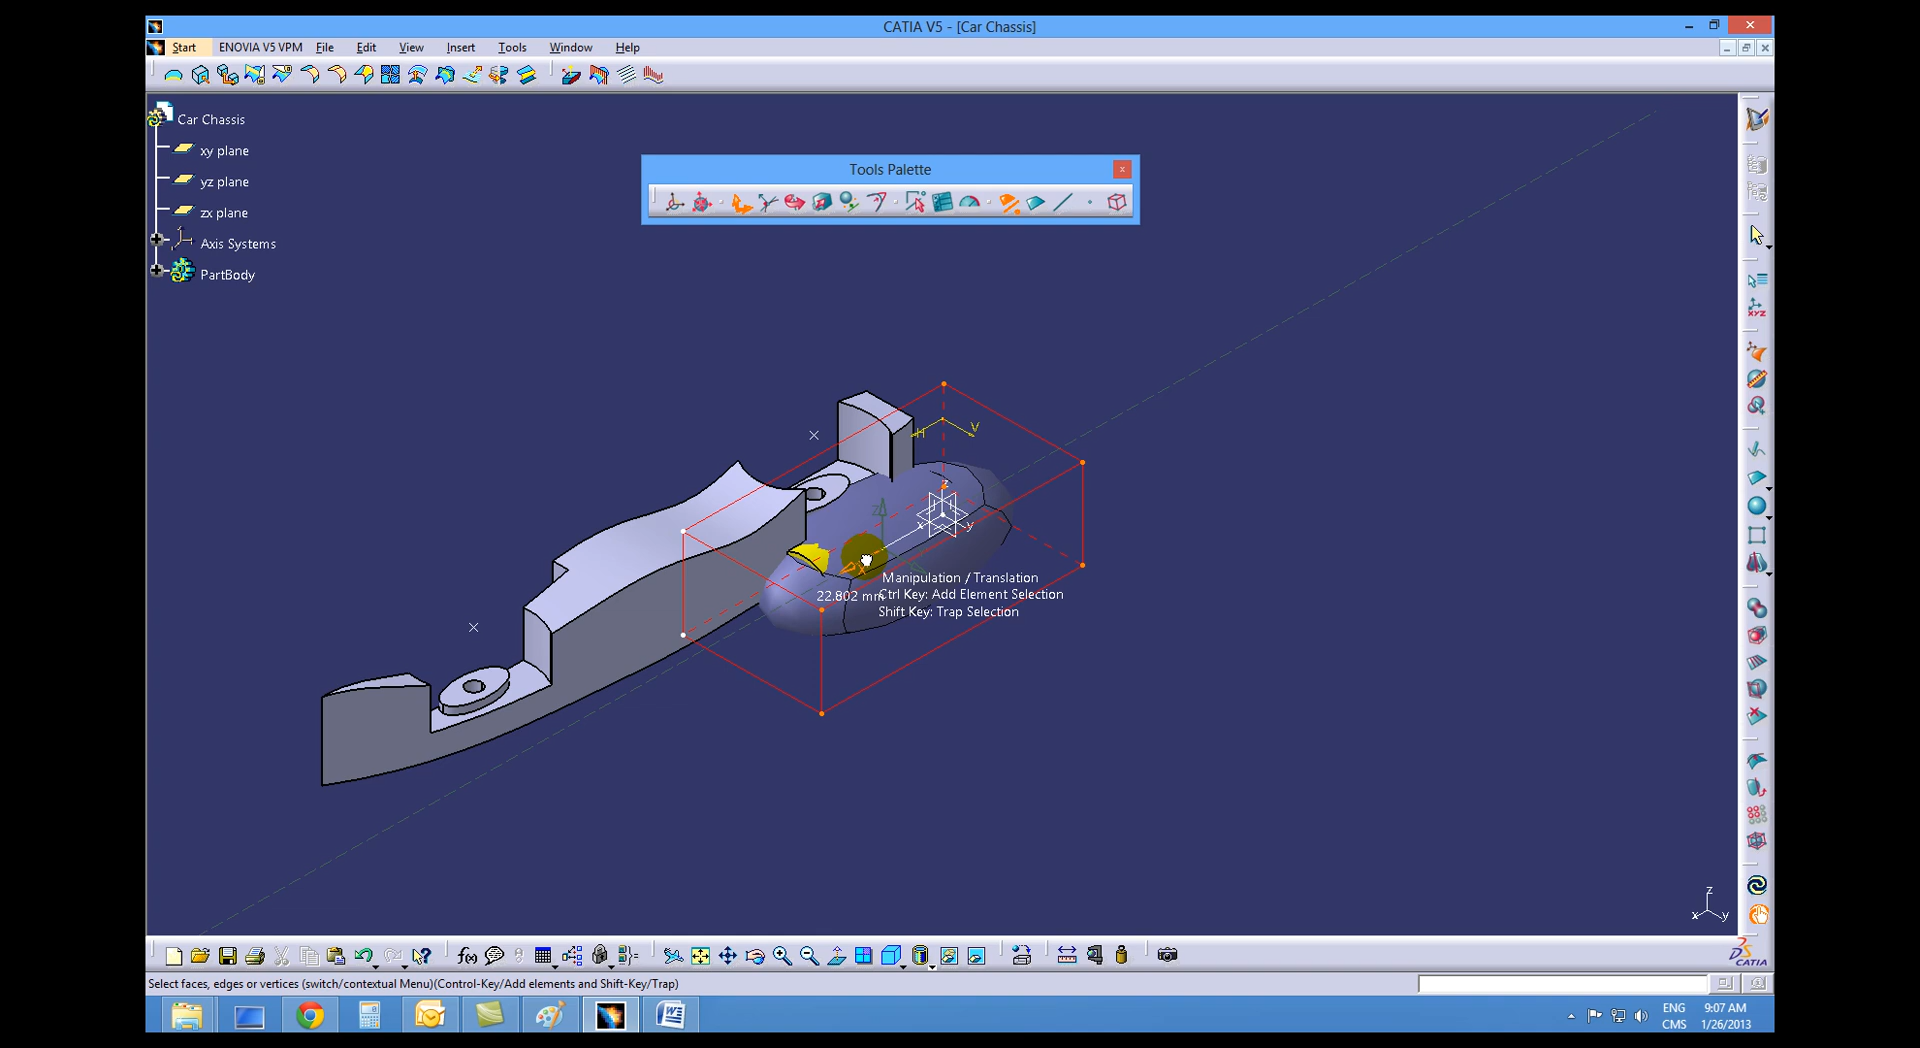 CATIA V5 - [Car Chassis]
Start ENOVIA V5 VPM File Edit View Insert Tools Window Help
Car Chassis
xy plane
yz plane
zx plane
Axis Systems
PartBody
Tools Palette
H V
z
x y
z
x
Manipulation / Translation
22.802 mm Ctrl Key: Add Element Selection
Shift Key: Trap Selection
xyz
z
x y
f(x)
CATIA
Select faces, edges or vertices (switch/contextual Menu)(Control-Key/Add elements and Shift-Key/Trap)
ENG 9:07 AM
CMS 1/26/2013